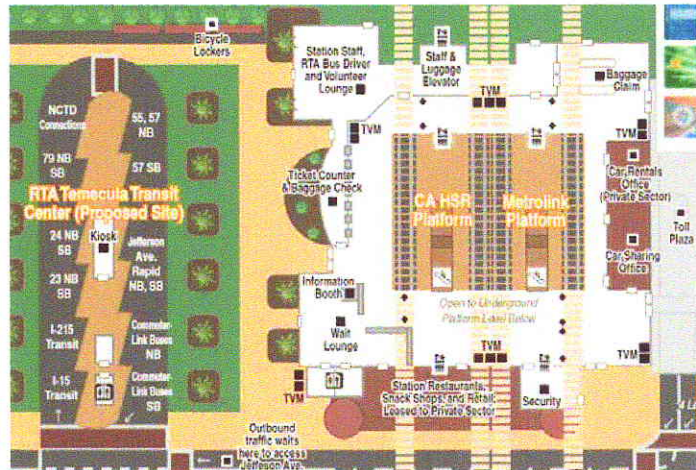 Bicycle
Lockers
Station Staff,
RTA Bus Driver
and Volunteer
Lounge
Staff &
Luggage
Elevator
Baggage
Claim
NCTD
Connections
55, 57
NB
TVM
TVM
TVM
79 NB
SB
57 SB
Ticket Counter
& Baggage Check
Car Rentals
Office
(Private Sector)
RTA Temecula Transit
Center (Proposed Site)
CA HSR
Platform
Metrolink
Platform
Toll
Plaza
24 NB
SB
Kiosk
Jefferson
Ave.
Rapid
NB, SB
Car Sharing
Office
23 NB
SB
Information
Booth
Open to Underground
Platform Level Below
I-215
Transit
Commuter-
Link Buses
NB
Wait
Lounge
TVM
TVM
I-15
Transit
Commuter-
Link Buses
SB
TVM
Station Restaurants,
Snack Shops, and Retail:
Leased to Private Sector
Security
Outbound
traffic waits
here to access
Jeffeson Ave.